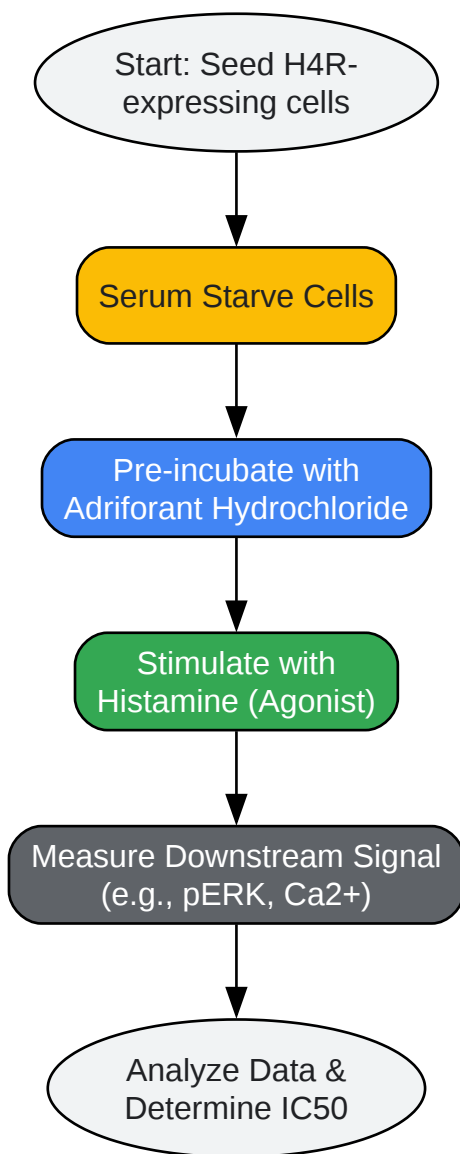 Start: Seed H4R-
expressing cells
Serum Starve Cells
Pre-incubate with
Adriforant Hydrochloride
Stimulate with
Histamine (Agonist)
Measure Downstream Signal
(e.g., pERK, Ca2+)
Analyze Data &
Determine IC50